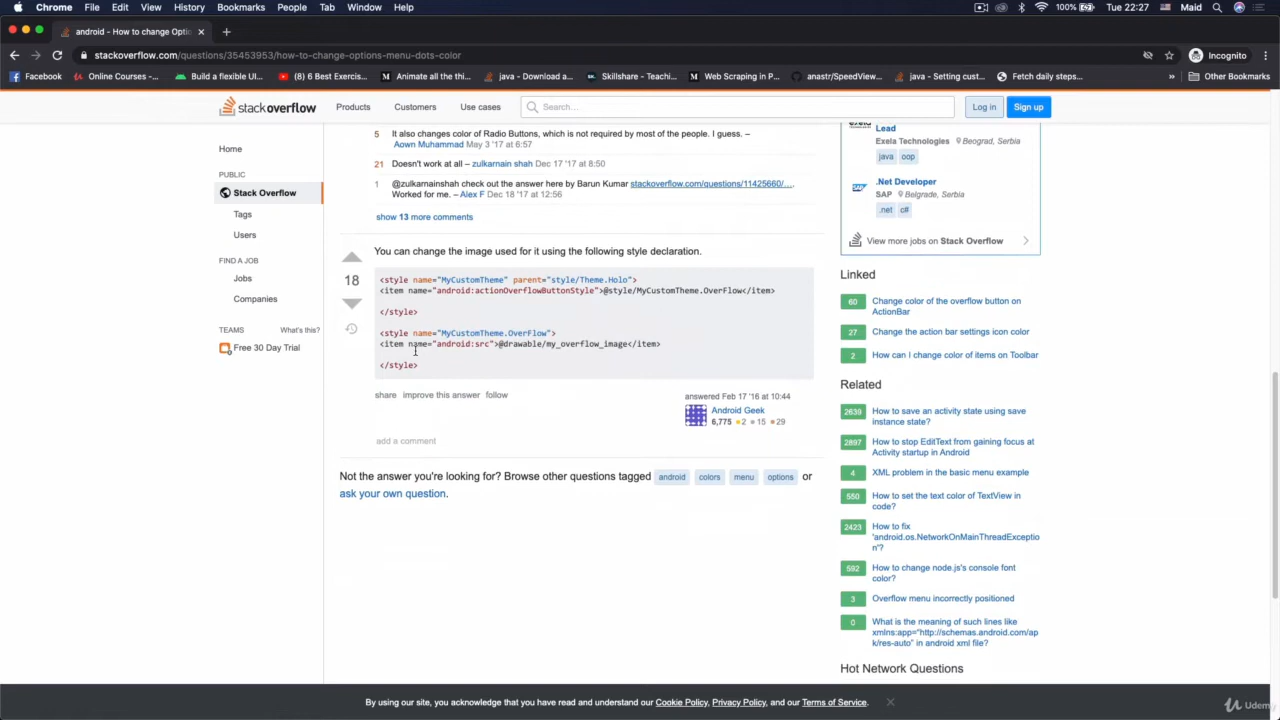 Chrome File Edit View History Bookmarks People Tab Window Help
100% Tue 22:27 Maid
android - How to change Optio
stackoverflow.com/questions/35453953/how-to-change-options-menu-dots-color
Incognito
Facebook
Online Courses -...
Build a flexible UI...
(8) 6 Best Exercis...
Animate all the thi...
java - Download a...
Skillshare - Teachi...
Web Scraping in P...
anastr/SpeedView...
java - Setting cust...
Fetch daily steps...
»
Other Bookmarks
stackoverflow
Products
Customers
Use cases
Search...
Log in
Sign up
Home
PUBLIC
Stack Overflow
Tags
Users
FIND A JOB
Jobs
Companies
TEAMS What's this?
Free 30 Day Trial
5 It also changes color of Radio Buttons, which is not required by most of the people. I guess. –
Aown Muhammad May 3 '17 at 6:57
21 Doesn't work at all – zulkarnain shah Dec 17 '17 at 8:50
1 @zulkarnainshah check out the answer here by Barun Kumar stackoverflow.com/questions/11425660/….
Worked for me. – Alex F Dec 18 '17 at 12:56
show 13 more comments
You can change the image used for it using the following style declaration.
18
<style name="MyCustomTheme" parent="style/Theme.Holo">
<item name="android:actionOverflowButtonStyle">@style/MyCustomTheme.OverFlow</item>
</style>
<style name="MyCustomTheme.OverFlow">
<item name="android:src">@drawable/my_overflow_image</item>
</style>
share improve this answer follow
answered Feb 17 '16 at 10:44
Android Geek
6,775 2 15 29
add a comment
Not the answer you're looking for? Browse other questions tagged android colors menu options or
ask your own question.
Lead
Exela Technologies Beograd, Serbia
java oop
SAP
.Net Developer
SAP Belgrade, Serbia
.net c#
View more jobs on Stack Overflow
Linked
60 Change color of the overflow button on
ActionBar
27 Change the action bar settings icon color
2 How can I change color of items on Toolbar
Related
2639 How to save an activity state using save
instance state?
2897 How to stop EditText from gaining focus at
Activity startup in Android
4 XML problem in the basic menu example
550 How to set the text color of TextView in
code?
2423 How to fix
'android.os.NetworkOnMainThreadExceptio
n'?
592 How to change node.js's console font
color?
3 Overflow menu incorrectly positioned
0 What is the meaning of such lines like
xmlns:app="http://schemas.android.com/ap
k/res-auto" in android xml file?
Hot Network Questions
By using our site, you acknowledge that you have read and understand our Cookie Policy, Privacy Policy, and our Terms of Service.
Udemy